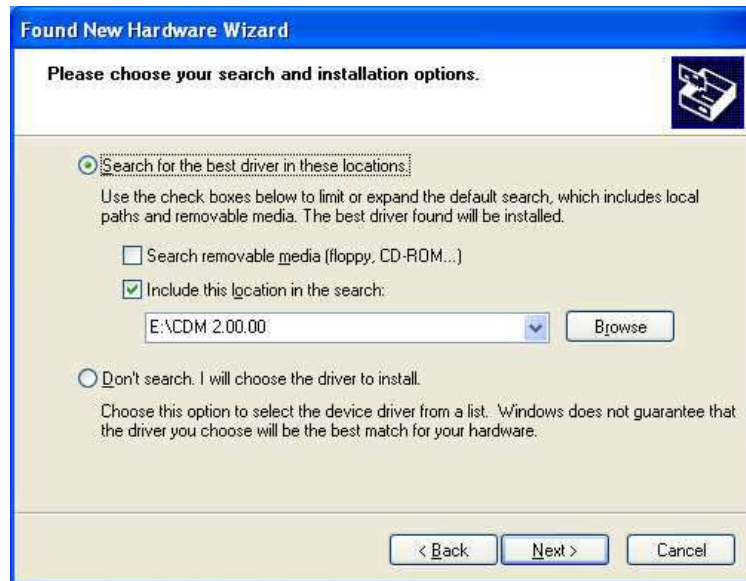 Found New Hardware Wizard
Please choose your search and installation options.
Search for the best driver in these locations.
Use the check boxes below to limit or expand the default search, which includes local
paths and removable media. The best driver found will be installed.
Search removable media (floppy, CD-ROM...)
Include this location in the search:
E:\CDM 2.00.00
Browse
Don't search. I will choose the driver to install.
Choose this option to select the device driver from a list. Windows does not guarantee that
the driver you choose will be the best match for your hardware.
< Back Next > Cancel